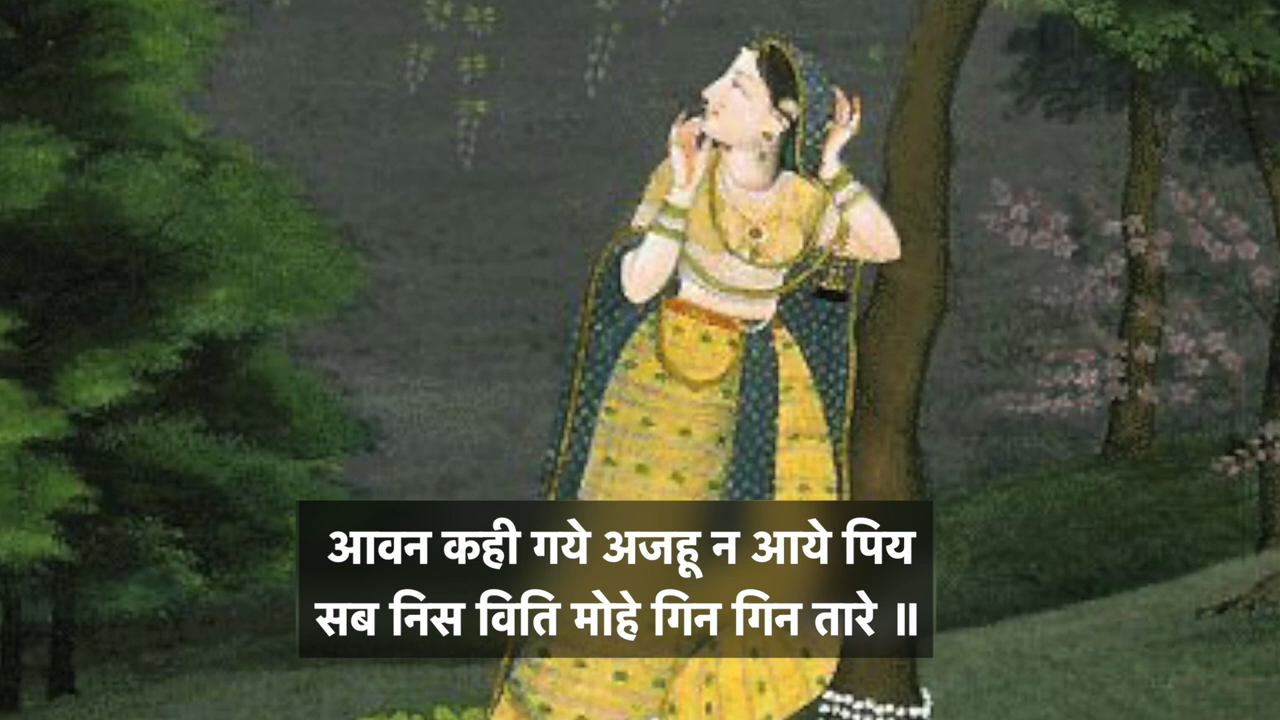 आवन कही गये अजहू न आये पिय
सब निस विति मोहे गिन गिन तारे ॥